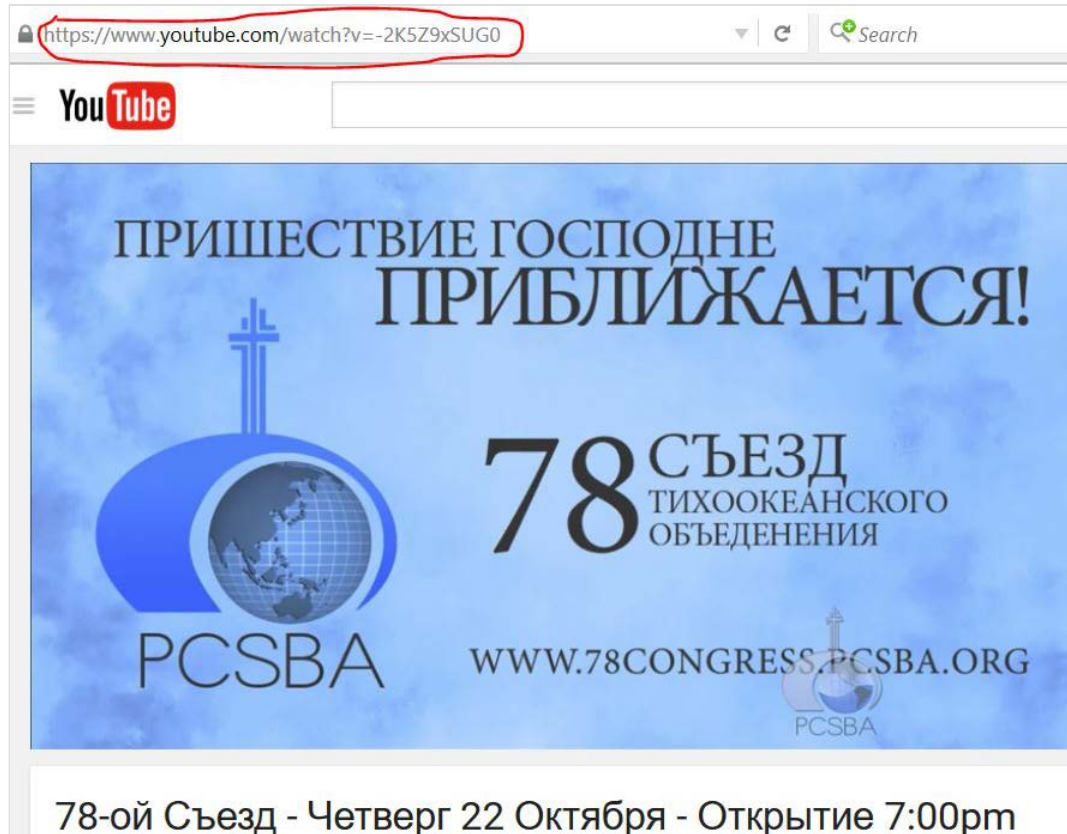 https://www.youtube.com/watch?v=-2K5Z9xSUG0
Search
YouTube
ПРИШЕСТВИЕ ГОСПОДНЕ
ПРИБЛИЖАЕТСЯ!
78 СЪЕЗД
ТИХООКЕАНСКОГО
ОБЪЕДЕНЕНИЯ
PCSBA
WWW.78CONGRESS.PCSBA.ORG
PCSBA
78-ой Съезд - Четверг 22 Октября - Открытие 7:00pm